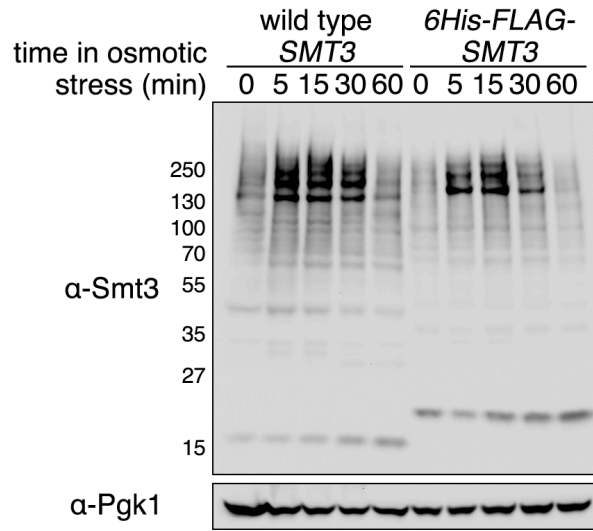 wild type 6His-FLAG-
time in osmotic SMT3 SMT3
stress (min) 0 5 15 30 60 0 5 15 30 60
250
130
100
70
55
α-Smt3
35
27
15
α-Pgk1